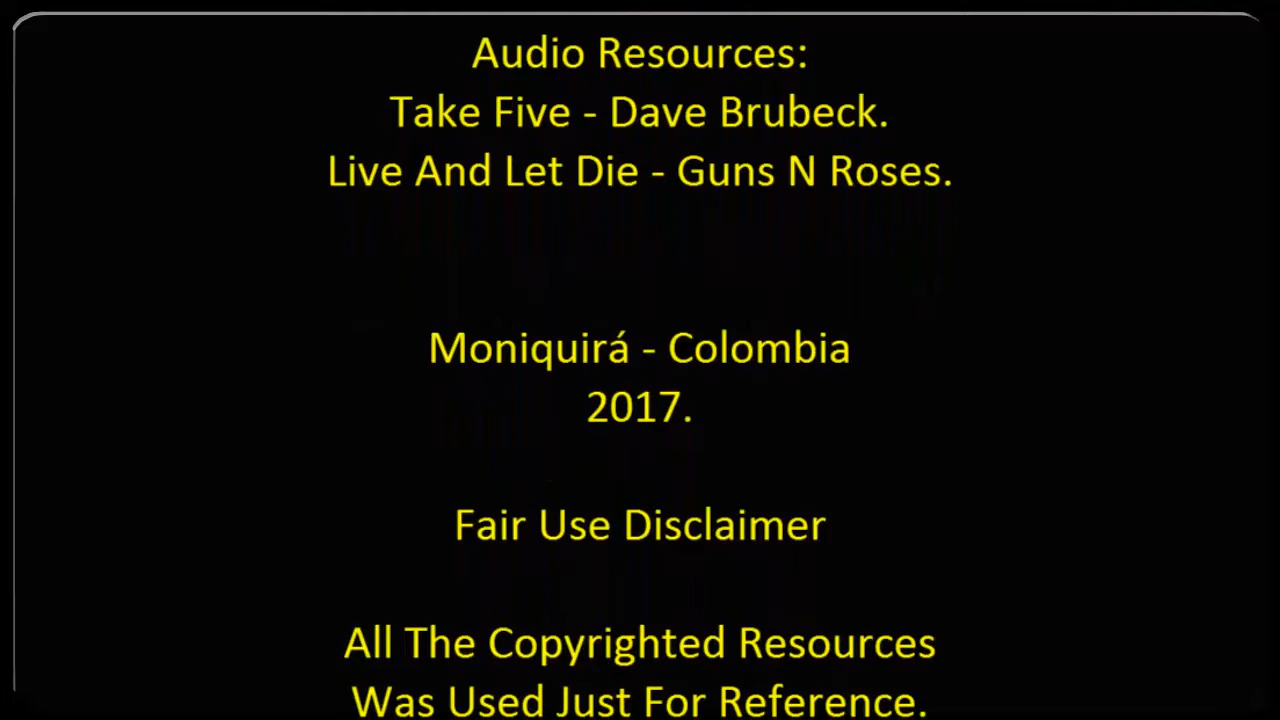 Audio Resources:
Take Five - Dave Brubeck.
Live And Let Die - Guns N Roses.
Moniquirá - Colombia
2017.
Fair Use Disclaimer
All The Copyrighted Resources
Was Used Just For Reference.